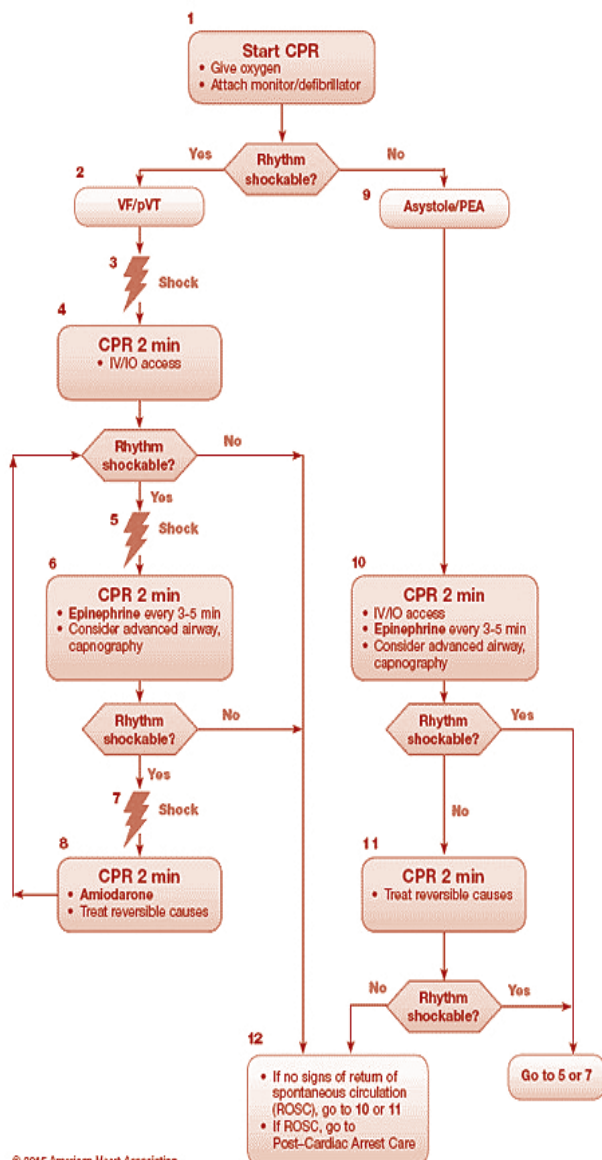 1
Start CPR
• Give oxygen
• Attach monitor/defibrillator
Rhythm
shockable?
Yes
No
2
VF/pVT
9
Asystole/PEA
3
Shock
4
CPR 2 min
• IV/IO access
Rhythm
shockable?
No
Yes
5
Shock
6
CPR 2 min
• Epinephrine every 3-5 min
• Consider advanced airway,
capnography
Rhythm
shockable?
No
Yes
7
Shock
8
CPR 2 min
• Amiodarone
• Treat reversible causes
10
CPR 2 min
• IV/IO access
• Epinephrine every 3-5 min
• Consider advanced airway,
capnography
Rhythm
shockable?
Yes
No
11
CPR 2 min
• Treat reversible causes
No
Rhythm
shockable?
Yes
12
• If no signs of return of
spontaneous circulation
(ROSC), go to 10 or 11
• If ROSC, go to
Post–Cardiac Arrest Care
Go to 5 or 7
© 2015 American Heart Association